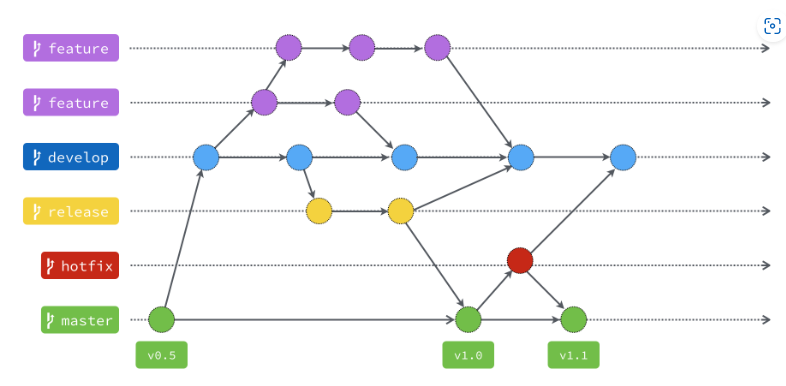 feature
feature
develop
release
hotfix
master
v0.5
v1.0
v1.1